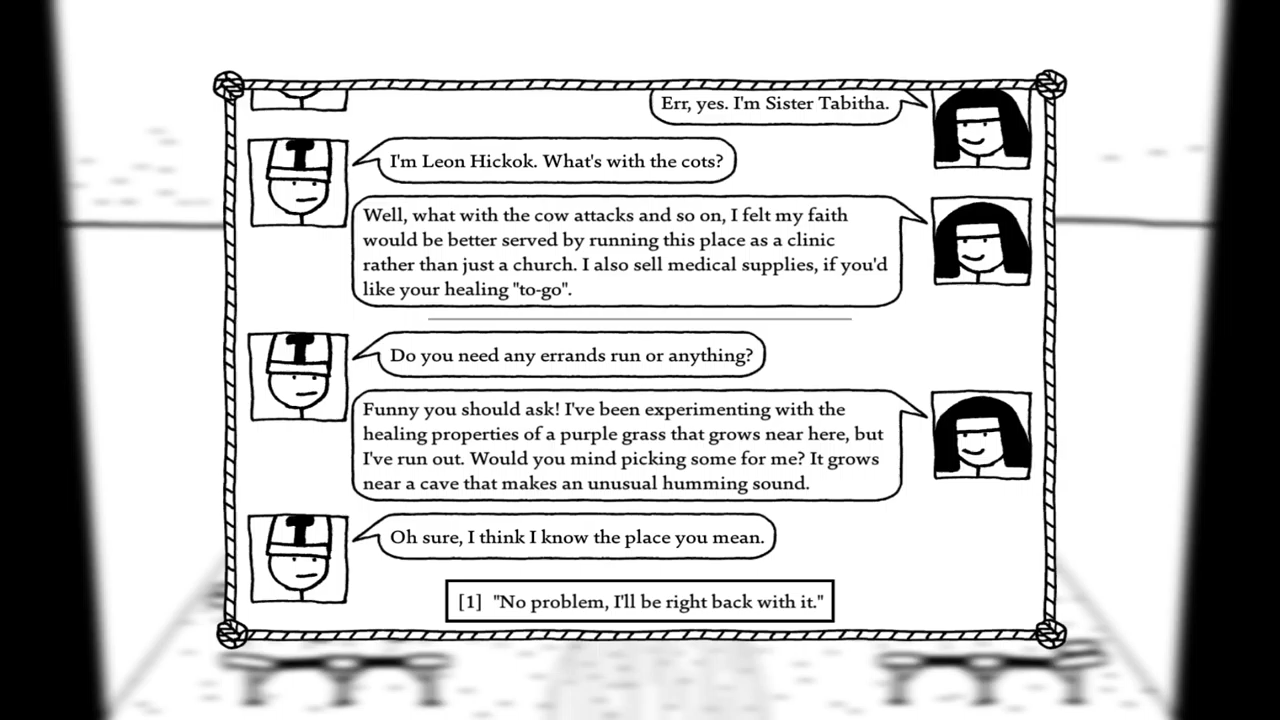 Err, yes. I'm Sister Tabitha.
I'm Leon Hickok. What's with the cots?
Well, what with the cow attacks and so on, I felt my faith
would be better served by running this place as a clinic
rather than just a church. I also sell medical supplies, if you'd
like your healing "to-go".
Do you need any errands run or anything?
Funny you should ask! I've been experimenting with the
healing properties of a purple grass that grows near here, but
I've run out. Would you mind picking some for me? It grows
near a cave that makes an unusual humming sound.
Oh sure, I think I know the place you mean.
[1] "No problem, I'll be right back with it."